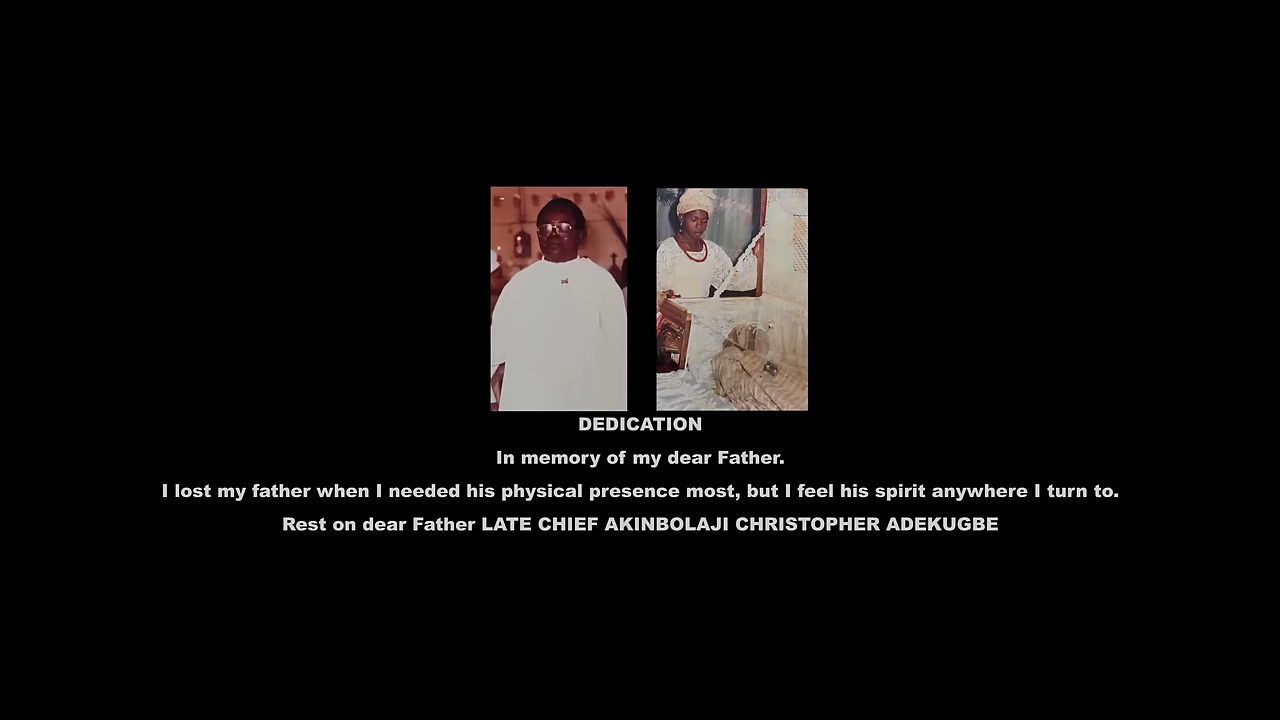 DEDICATION
In memory of my dear Father.
I lost my father when I needed his physical presence most, but I feel his spirit anywhere I turn to.
Rest on dear Father LATE CHIEF AKINBOLAJI CHRISTOPHER ADEKUGBE